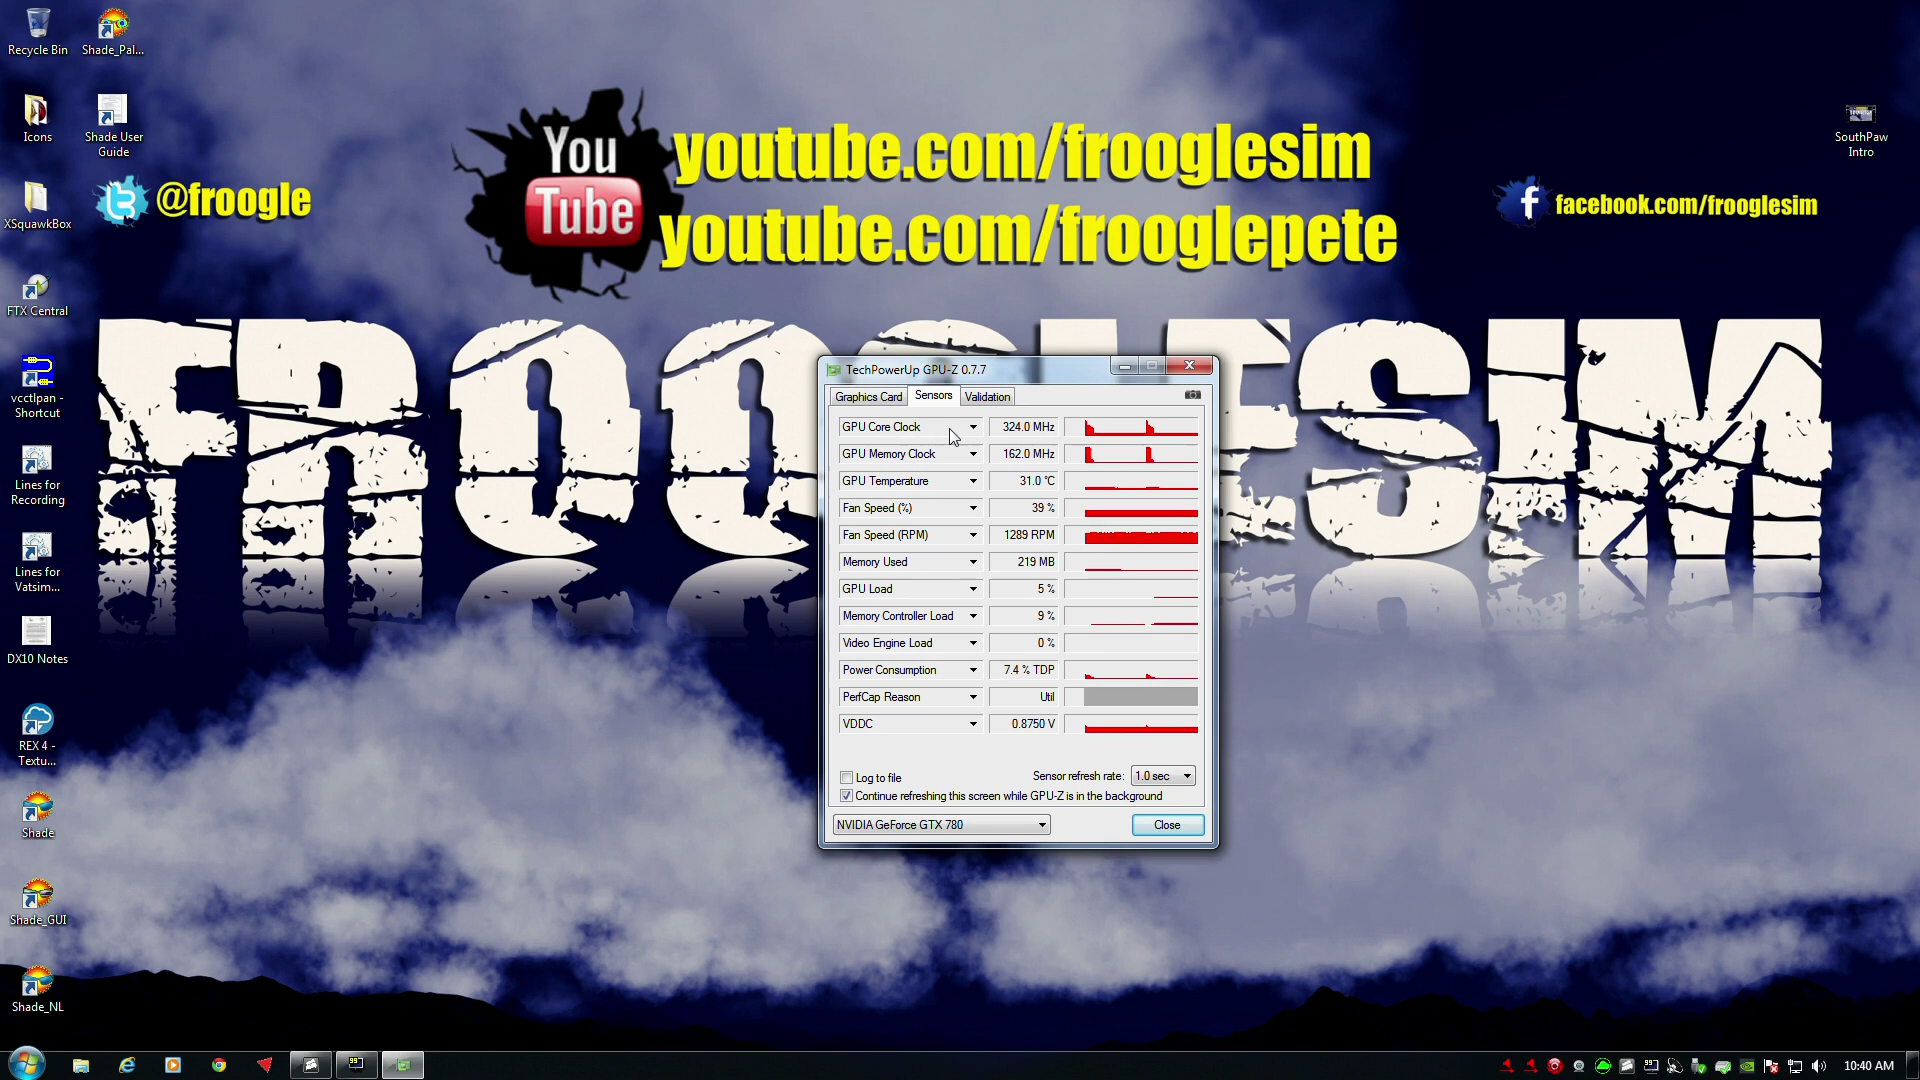 Recycle Bin
Shade_Pal...
Icons
Shade User
Guide
XSquawkBox
FTX Central
vcctlpan -
Shortcut
Lines for
Recording
Lines for
Vatsim...
DX10 Notes
REX 4 -
Textu...
Shade
Shade_GUI
Shade_NL
@froogle
You
Tube
youtube.com/frooglesim
youtube.com/frooglepete
SouthPaw
Intro
facebook.com/frooglesim
FROOGLESIM
TechPowerUp GPU-Z 0.7.7
Graphics Card
Sensors
Validation
GPU Core Clock 324.0 MHz
GPU Memory Clock 162.0 MHz
GPU Temperature 31.0 °C
Fan Speed (%) 39 %
Fan Speed (RPM) 1289 RPM
Memory Used 219 MB
GPU Load 5 %
Memory Controller Load 9 %
Video Engine Load 0 %
Power Consumption 7.4 % TDP
PerfCap Reason Util
VDDC 0.8750 V
Log to file
Sensor refresh rate: 1.0 sec
Continue refreshing this screen while GPU-Z is in the background
NVIDIA GeForce GTX 780
Close
10:40 AM